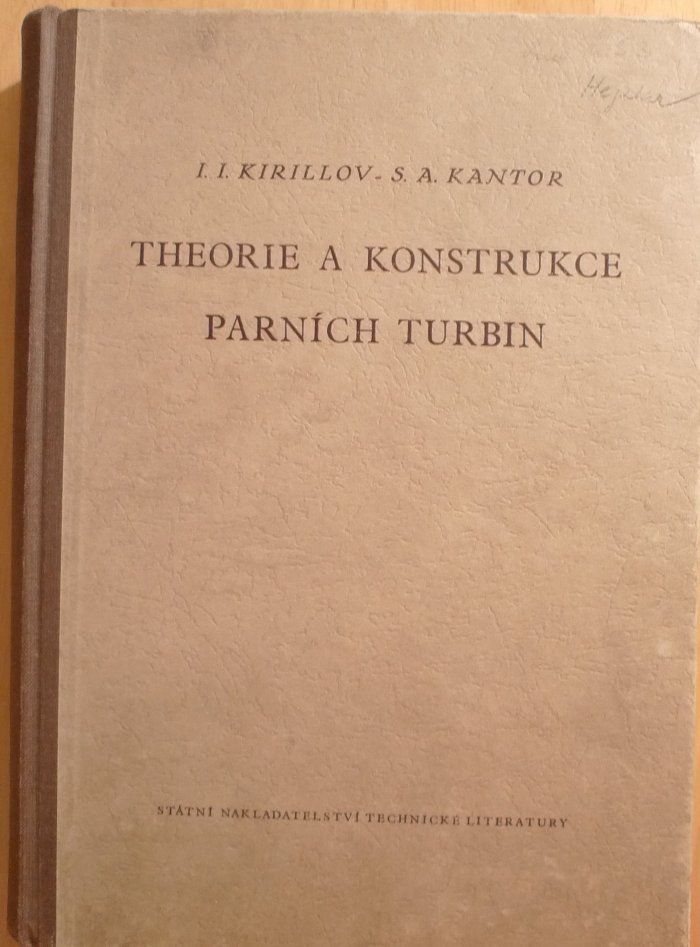 I. I. KIRILLOV - S. A. KANTOR
THEORIE A KONSTRUKCE
PARNÍCH TURBIN
STÁTNÍ NAKLADATELSTVÍ TECHNICKÉ LITERATURY